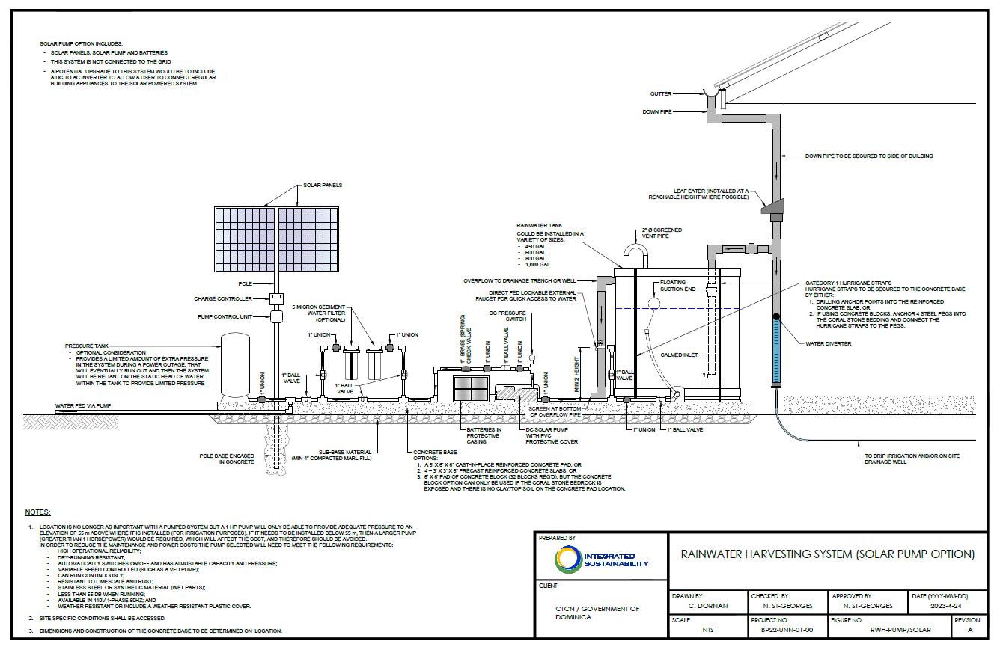 SOLAR PUMP OPTION INCLUDES:
- SOLAR PANELS, SOLAR PUMP AND BATTERIES
- THIS SYSTEM IS NOT CONNECTED TO THE GRID
- A POTENTIAL UPGRADE TO THIS SYSTEM WOULD BE TO INCLUDE
A DC TO AC INVERTER TO ALLOW A USER TO CONNECT REGULAR
BUILDING APPLIANCES TO THE SOLAR POWERED SYSTEM
GUTTER
DOWN PIPE
DOWN PIPE TO BE SECURED TO SIDE OF BUILDING
LEAF EATER (INSTALLED AT A
REACHABLE HEIGHT WHERE POSSIBLE)
SOLAR PANELS
RAINWATER TANK
COULD BE INSTALLED IN A
VARIETY OF SIZES:
- 450 GAL
- 600 GAL
- 800 GAL
- 1,000 GAL
2" Ø SCREENED
VENT PIPE
OVERFLOW TO DRAINAGE TRENCH OR WELL
DIRECT FED LOCKABLE EXTERNAL
FAUCET FOR QUICK ACCESS TO WATER
FLOATING
SUCTION END
CATEGORY 1 HURRICANE STRAPS
HURRICANE STRAPS TO BE SECURED TO THE CONCRETE BASE
BY EITHER:
1. DRILLING ANCHOR POINTS INTO THE REINFORCED
CONCRETE SLAB; OR
2. IF USING CONCRETE BLOCKS, ANCHOR 4 STEEL PEGS INTO
THE CORAL STONE BEDDING AND CONNECT THE
HURRICANE STRAPS TO THE PEGS.
WATER DIVERTER
POLE
CHARGE CONTROLLER
PUMP CONTROL UNIT
5-MICRON SEDIMENT
WATER FILTER
(OPTIONAL)
DC PRESSURE
SWITCH
1" UNION
1" UNION
1" BRASS (SPRING)
CHECK VALVE
1" UNION
1" BALL VALVE
CALMED INLET
PRESSURE TANK
- OPTIONAL CONSIDERATION
- PROVIDES A LIMITED AMOUNT OF EXTRA PRESSURE
IN THE SYSTEM DURING A POWER OUTAGE, THAT
WILL EVENTUALLY RUN OUT AND THEN THE SYSTEM
WILL BE RELIANT ON THE STATIC HEAD OF WATER
WITHIN THE TANK TO PROVIDE LIMITED PRESSURE
1" UNION
1" BALL
VALVE
1" BALL
VALVE
1" UNION
MIN 2' HEIGHT
1" BALL
VALVE
WATER FED VIA PUMP
SCREEN AT BOTTOM
OF OVERFLOW PIPE
BATTERIES IN
PROTECTIVE
CASING
DC SOLAR PUMP
WITH PVC
PROTECTIVE COVER
1" UNION
1" BALL VALVE
POLE BASE ENCASED
IN CONCRETE
SUB-BASE MATERIAL
(MIN 4" COMPACTED MARL FILL)
CONCRETE BASE
OPTIONS:
1. A 6' X 6' X 6" CAST-IN-PLACE REINFORCED CONCRETE PAD; OR
2. 4 – 3' X 3' X 6" PRECAST REINFORCED CONCRETE SLABS; OR
3. 6' X 6' PAD OF CONCRETE BLOCK (32 BLOCKS REQ'D). BUT THE CONCRETE
BLOCK OPTION CAN ONLY BE USED IF THE CORAL STONE BEDROCK IS
EXPOSED AND THERE IS NO CLAY/TOP SOIL ON THE CONCRETE PAD LOCATION.
TO DRIP IRRIGATION AND/OR ON-SITE
DRAINAGE WELL
NOTES:
1. LOCATION IS NO LONGER AS IMPORTANT WITH A PUMPED SYSTEM BUT A 1 HP PUMP WILL ONLY BE ABLE TO PROVIDE ADEQUATE PRESSURE TO AN
ELEVATION OF 55 m ABOVE WHERE IT IS INSTALLED (FOR IRRIGATION PURPOSES). IF IT NEEDS TO BE INSTALLED BELOW 55 m, THEN A LARGER PUMP
(GREATER THAN 1 HORSEPOWER) WOULD BE REQUIRED, WHICH WILL AFFECT THE COST, AND THEREFORE SHOULD BE AVOIDED.
IN ORDER TO REDUCE THE MAINTENANCE AND POWER COSTS THE PUMP SELECTED WILL NEED TO MEET THE FOLLOWING REQUIREMENTS:
- HIGH OPERATIONAL RELIABILITY;
- DRY-RUNNING RESISTANT;
- AUTOMATICALLY SWITCHES ON/OFF AND HAS ADJUSTABLE CAPACITY AND PRESSURE;
- VARIABLE SPEED CONTROLLED (SUCH AS A VFD PUMP);
- CAN RUN CONTINUOUSLY;
- RESISTANT TO LIMESCALE AND RUST;
- STAINLESS STEEL OR SYNTHETIC MATERIAL (WET PARTS);
- LESS THAN 55 DB WHEN RUNNING;
- AVAILABLE IN 110V 1-PHASE 50HZ; AND
- WEATHER RESISTANT OR INCLUDE A WEATHER RESISTANT PLASTIC COVER.
2. SITE SPECIFIC CONDITIONS SHALL BE ACCESSED.
3. DIMENSIONS AND CONSTRUCTION OF THE CONCRETE BASE TO BE DETERMINED ON LOCATION.
PREPARED BY
INTEGRATED
SUSTAINABILITY
RAINWATER HARVESTING SYSTEM (SOLAR PUMP OPTION)
CLIENT
CTCN / GOVERNMENT OF
DOMINICA
DRAWN BY
C. DORNAN
CHECKED BY
N. ST-GEORGES
APPROVED BY
N. ST-GEORGES
DATE (YYYY-MM-DD)
2023-4-24
SCALE
NTS
PROJECT NO.
BP22-UNN-01-00
FIGURE NO.
RWH-PUMP/SOLAR
REVISION
A